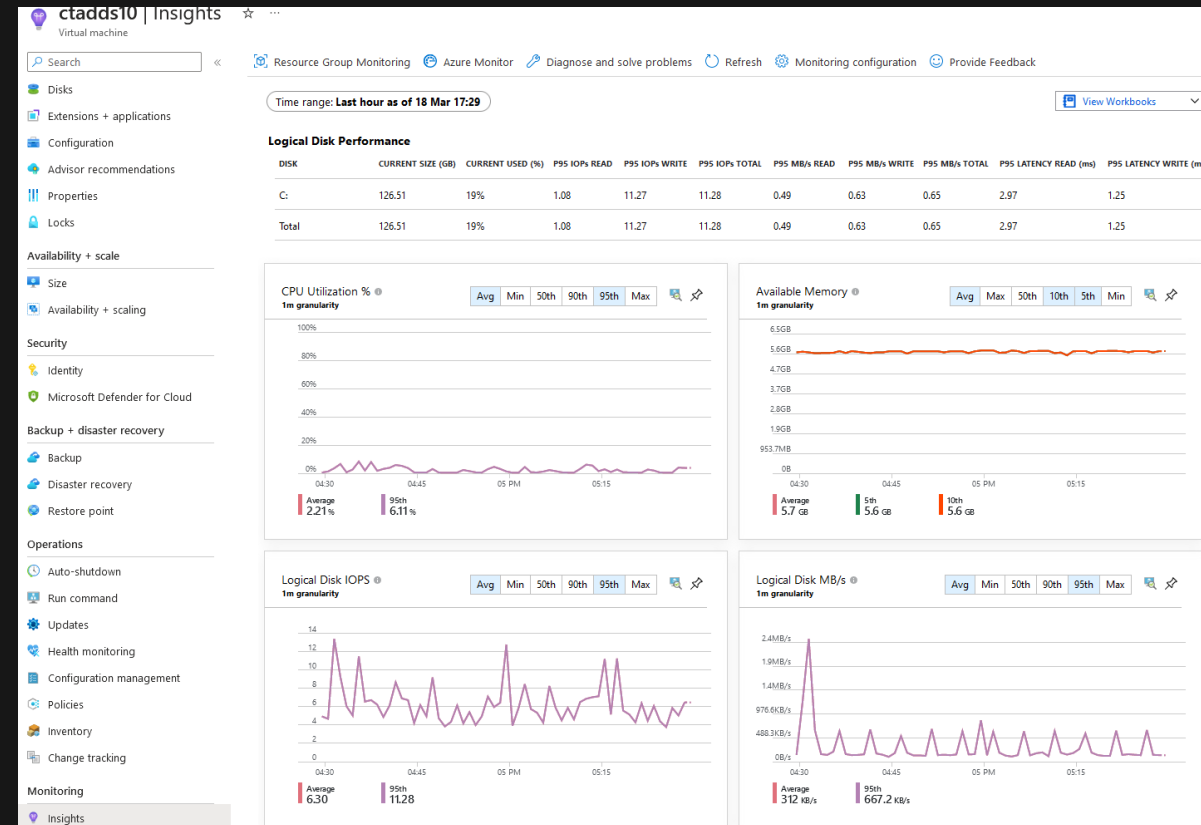 ctadds10 | Insights ☆ ...
Virtual machine
Search «
Disks
Extensions + applications
Configuration
Advisor recommendations
Properties
Locks
Availability + scale
Size
Availability + scaling
Security
Identity
Microsoft Defender for Cloud
Backup + disaster recovery
Backup
Disaster recovery
Restore point
Operations
Auto-shutdown
Run command
Updates
Health monitoring
Configuration management
Policies
Inventory
Change tracking
Monitoring
Insights
Resource Group Monitoring Azure Monitor Diagnose and solve problems Refresh Monitoring configuration Provide Feedback
Time range: Last hour as of 18 Mar 17:29 View Workbooks
Logical Disk Performance
DISK CURRENT SIZE (GB) CURRENT USED (%) P95 IOPs READ P95 IOPs WRITE P95 IOPs TOTAL P95 MB/s READ P95 MB/s WRITE P95 MB/s TOTAL P95 LATENCY READ (ms) P95 LATENCY WRITE (m
C: 126.51 19% 1.08 11.27 11.28 0.49 0.63 0.65 2.97 1.25
Total 126.51 19% 1.08 11.27 11.28 0.49 0.63 0.65 2.97 1.25
CPU Utilization % Avg Min 50th 90th 95th Max
1m granularity
100%
80%
60%
40%
20%
0%
04:30 04:45 05 PM 05:15
Average 95th
2.21 % 6.11 %
Available Memory Avg Max 50th 10th 5th Min
1m granularity
6.5GB
5.6GB
4.7GB
3.7GB
2.8GB
1.9GB
953.7MB
0B
04:30 04:45 05 PM 05:15
Average 5th 10th
5.7 GB 5.6 GB 5.6 GB
Logical Disk IOPS Avg Min 50th 90th 95th Max
1m granularity
14
12
10
8
6
4
2
0
04:30 04:45 05 PM 05:15
Average 95th
6.30 11.28
Logical Disk MB/s Avg Min 50th 90th 95th Max
1m granularity
2.4MB/s
1.9MB/s
1.4MB/s
976.6KB/s
488.3KB/s
0B/s
04:30 04:45 05 PM 05:15
Average 95th
312 KB/s 667.2 KB/s